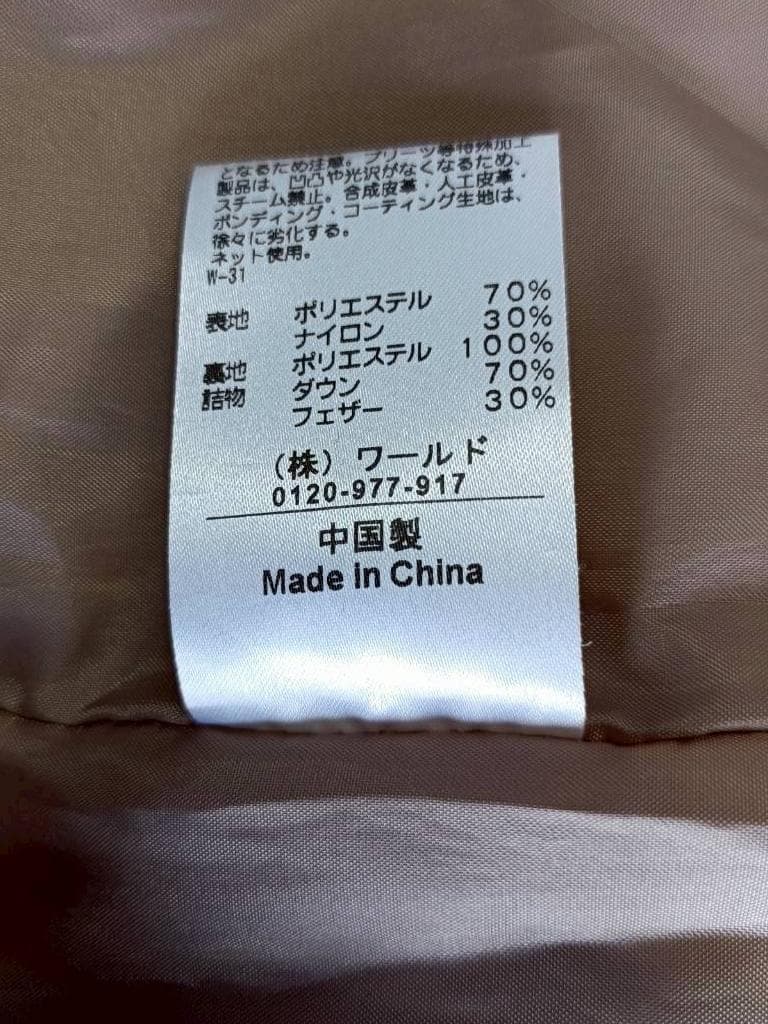 となるため注意。プリーツ等特殊加工
製品は、凹凸や光沢がなくなるため、
スチーム禁止。合成皮革・人工皮革・
ボンディング・コーティング生地は、
徐々に劣化する。
ネット使用。
W-31
表地 ポリエステル 70%
ナイロン 30%
裏地 ポリエステル 100%
詰物 ダウン 70%
フェザー 30%
(株) ワールド
0120-977-917
中国製
Made in China